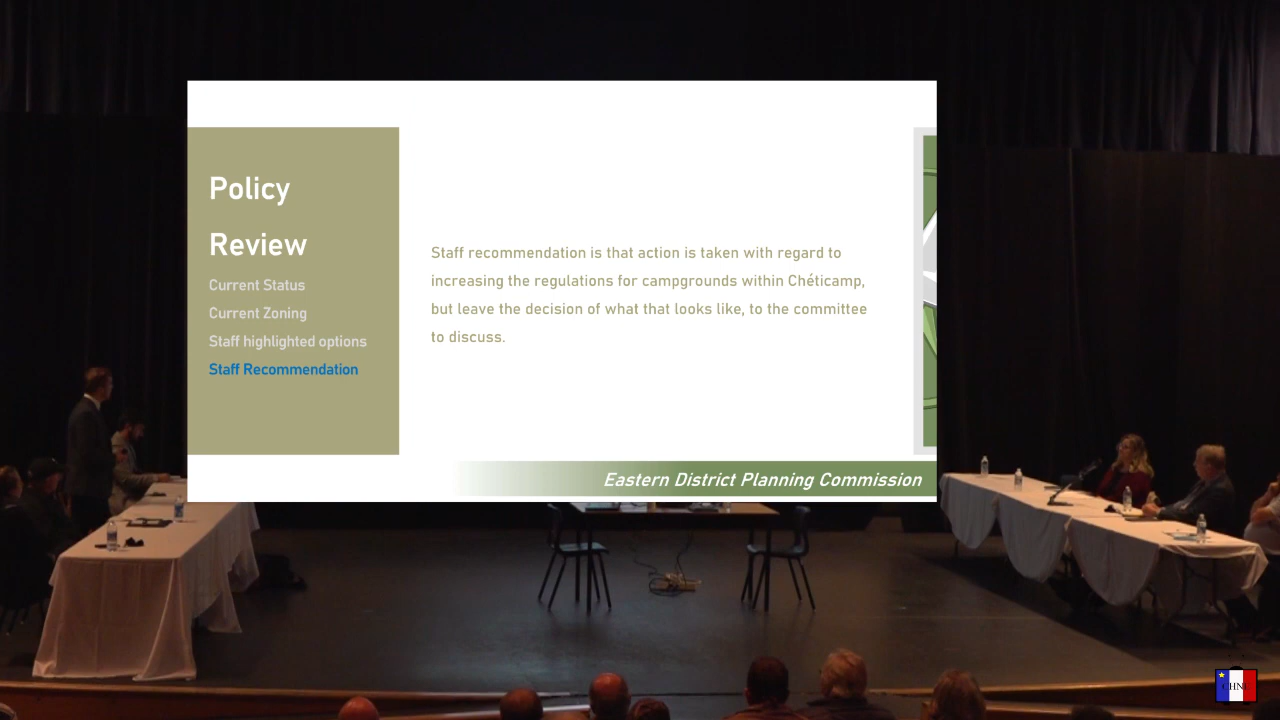 Policy
Review
Current Status
Current Zoning
Staff highlighted options
Staff Recommendation
Staff recommendation is that action is taken with regard to
increasing the regulations for campgrounds within Chéticamp,
but leave the decision of what that looks like, to the committee
to discuss.
Eastern District Planning Commission